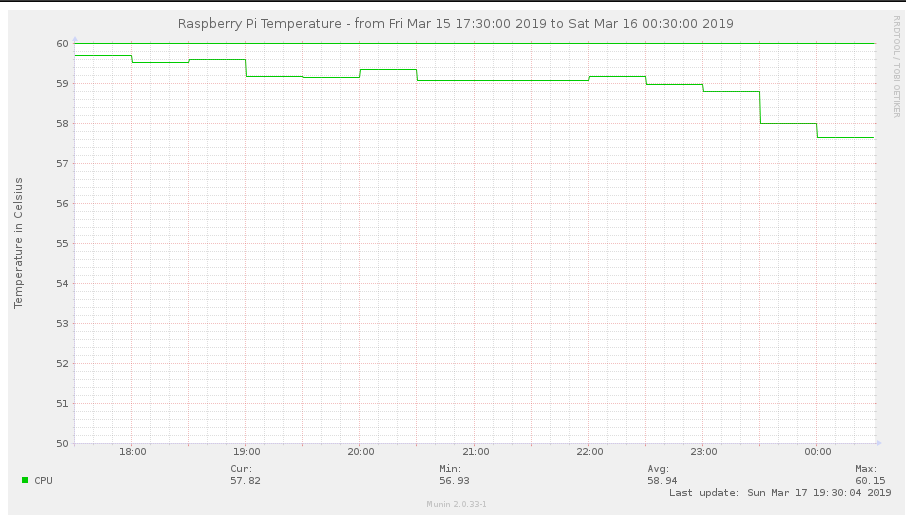 Raspberry Pi Temperature - from Fri Mar 15 17:30:00 2019 to Sat Mar 16 00:30:00 2019
RRDTOOL / TOBI OETIKER
Temperature in Celsius
60
59
58
57
56
55
54
53
52
51
50
18:00 19:00 20:00 21:00 22:00 23:00 00:00
Cur: Min: Avg: Max:
CPU 57.82 56.93 58.94 60.15
Last update: Sun Mar 17 19:30:04 2019
Munin 2.0.33-1